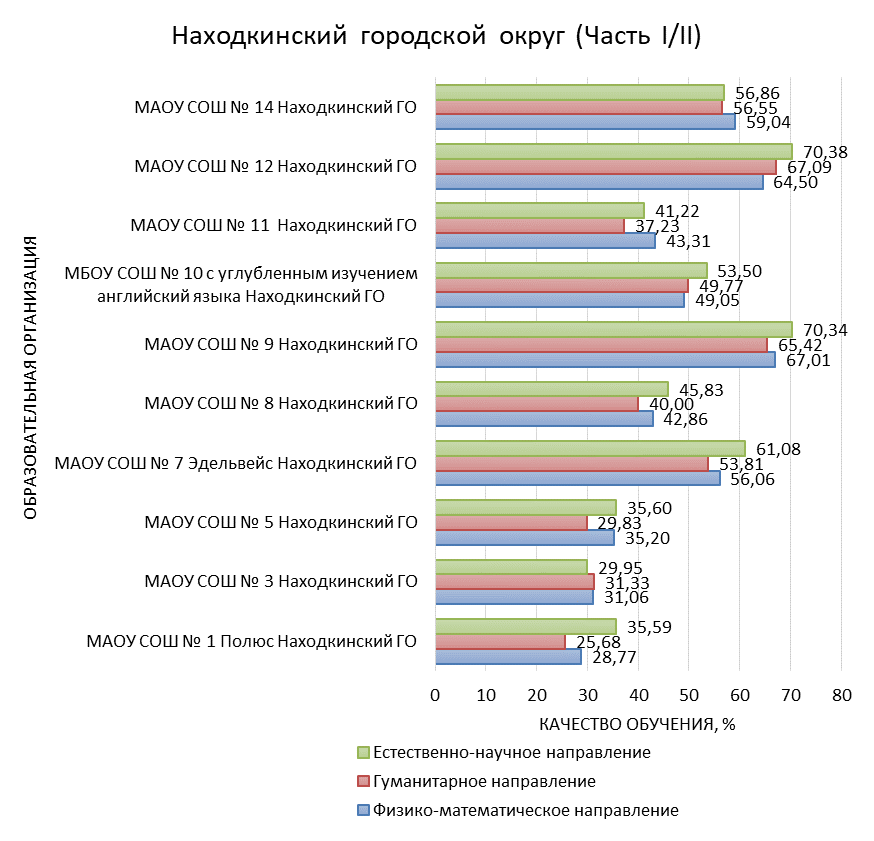 Находкинский городской округ (Часть I/II)
ОБРАЗОВАТЕЛЬНАЯ ОРГАНИЗАЦИЯ
МАОУ СОШ № 14 Находкинский ГО
56,86
56,55
59,04
МАОУ СОШ № 12 Находкинский ГО
70,38
67,09
64,50
МАОУ СОШ № 11 Находкинский ГО
41,22
37,23
43,31
МБОУ СОШ № 10 с углубленным изучением
английский языка Находкинский ГО
53,50
49,77
49,05
МАОУ СОШ № 9 Находкинский ГО
70,34
65,42
67,01
МАОУ СОШ № 8 Находкинский ГО
45,83
40,00
42,86
МАОУ СОШ № 7 Эдельвейс Находкинский ГО
61,08
53,81
56,06
МАОУ СОШ № 5 Находкинский ГО
35,60
29,83
35,20
МАОУ СОШ № 3 Находкинский ГО
29,95
31,33
31,06
МАОУ СОШ № 1 Полюс Находкинский ГО
35,59
25,68
28,77
0 10 20 30 40 50 60 70 80
КАЧЕСТВО ОБУЧЕНИЯ, %
Естественно-научное направление
Гуманитарное направление
Физико-математическое направление